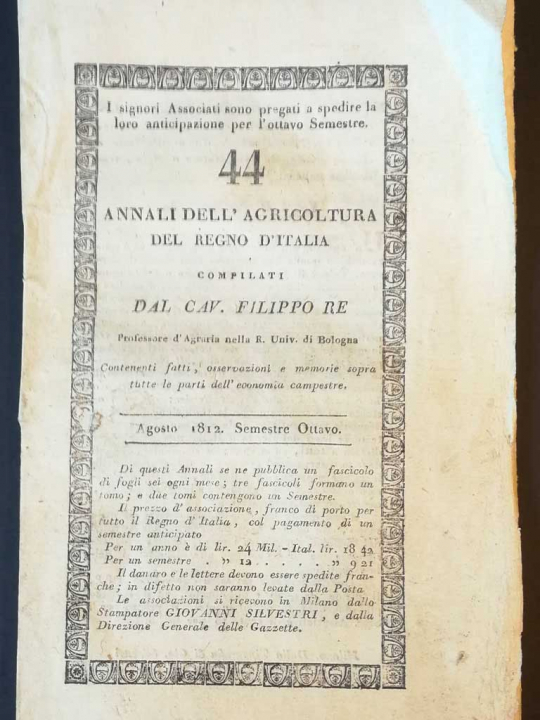 I signori Associati sono pregati a spedire la
loro anticipazione per l'ottavo Semestre.
44
ANNALI DELL' AGRICOLTURA
DEL REGNO D'ITALIA
COMPILATI
DAL CAV. FILIPPO RE
Professore d'Agraria nella R. Univ. di Bologna
Contenenti fatti, osservazioni e memorie sopra
tutte le parti dell' economia campestre.
Agosto 1812. Semestre Ottavo.
Di questi Annali se ne pubblica un fascicolo
di fogli sei ogni mese; tre fascicoli formano un
tomo; e due tomi contengono un Semestre.
Il prezzo d'associazione, franco di porto per
tutto il Regno d'Italia, col pagamento di un
semestre anticipato
Per un anno è di lir. 24 Mil. - Ital. lir. 18 42
Per un semestre . „ 12 . . . . . „ 9 21
Il danaro e le lettere devono essere spedite fran-
che; in difetto non saranno levate dalla Posta
Le associazioni si ricevono in Milano dallo
Stampatore GIOVANNI SILVESTRI, e dalla
Direzione Generale delle Gazzette.